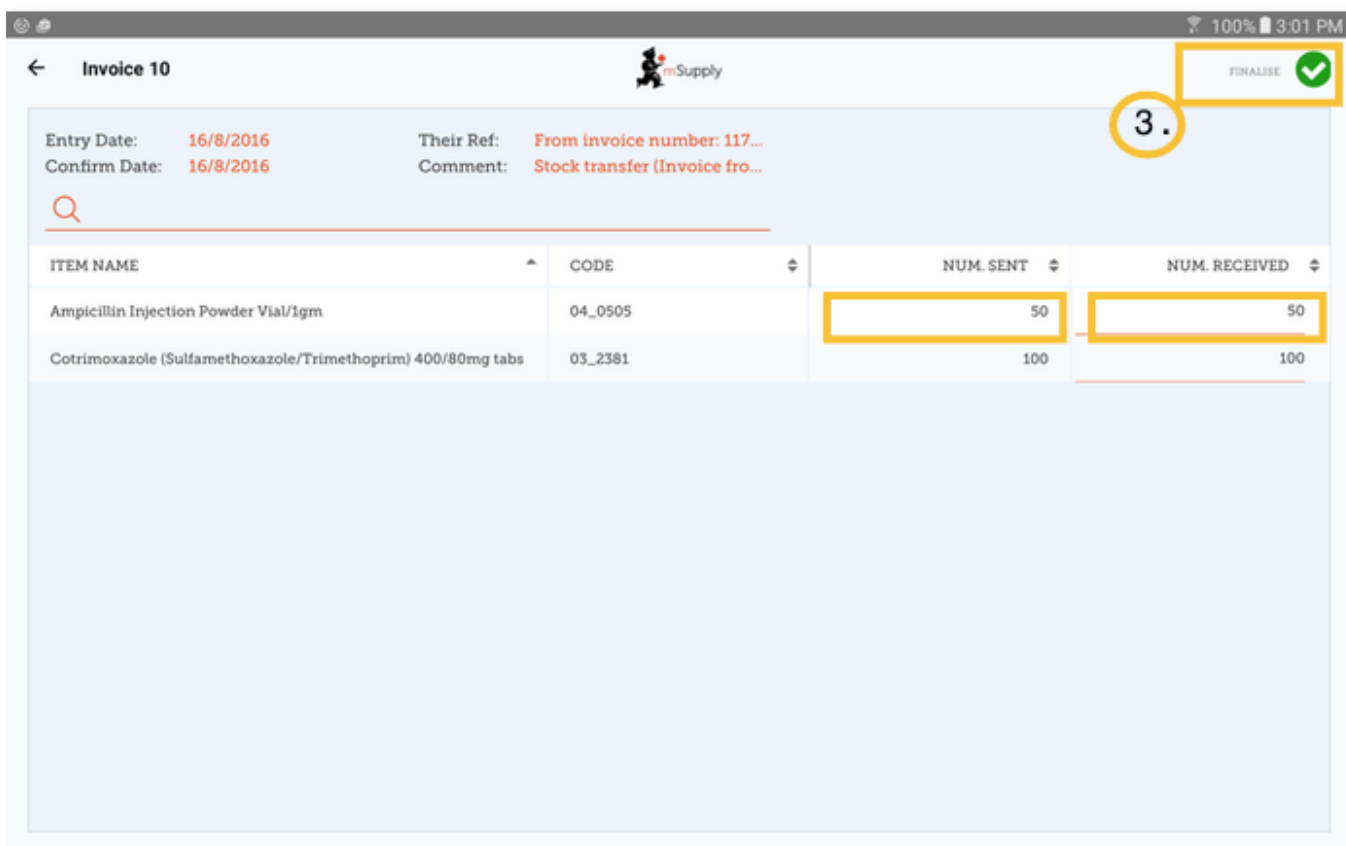 100% 3:01 PM
Invoice 10
mSupply
FINALISE
3.
Entry Date: 16/8/2016 Their Ref: From invoice number: 117...
Confirm Date: 16/8/2016 Comment: Stock transfer (Invoice fro...
ITEM NAME CODE NUM. SENT NUM. RECEIVED
Ampicillin Injection Powder Vial/1gm 04_0505 50 50
Cotrimoxazole (Sulfamethoxazole/Trimethoprim) 400/80mg tabs 03_2381 100 100